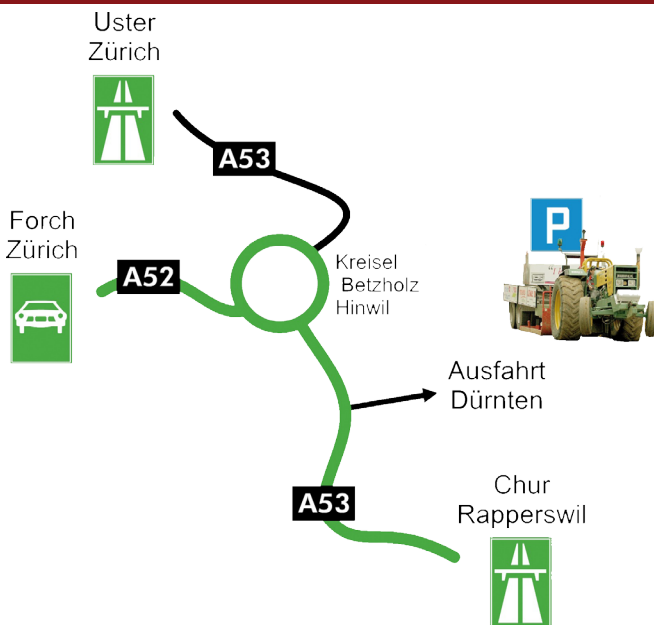 Uster
Zürich
A53
Forch
Zürich
A52
Kreisel
Betzholz
Hinwil
P
Ausfahrt
Dürnten
A53
Chur
Rapperswil